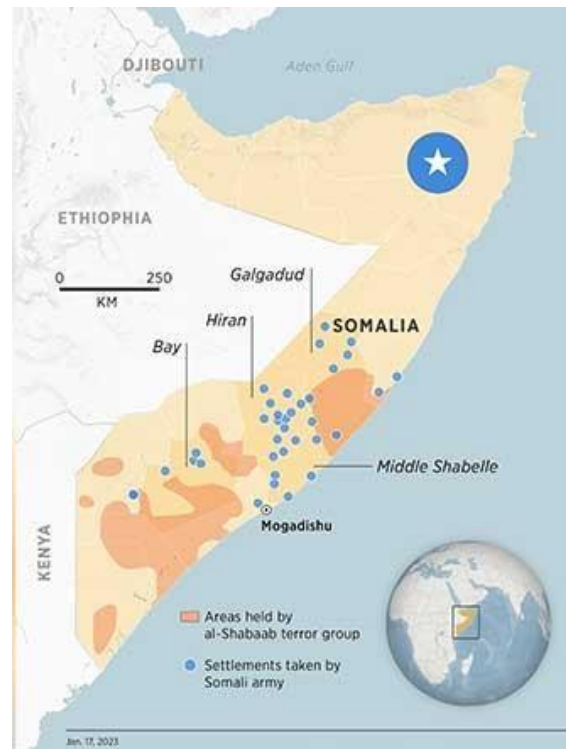 DJIBOUTI
Aden Gulf
ETHIOPIA
0 250
KM
Galgadud
Hiran
SOMALIA
Bay
Middle Shabelle
Mogadishu
KENYA
Areas held by
al-Shabaab terror group
Settlements taken by
Somali army
Jan. 17, 2023